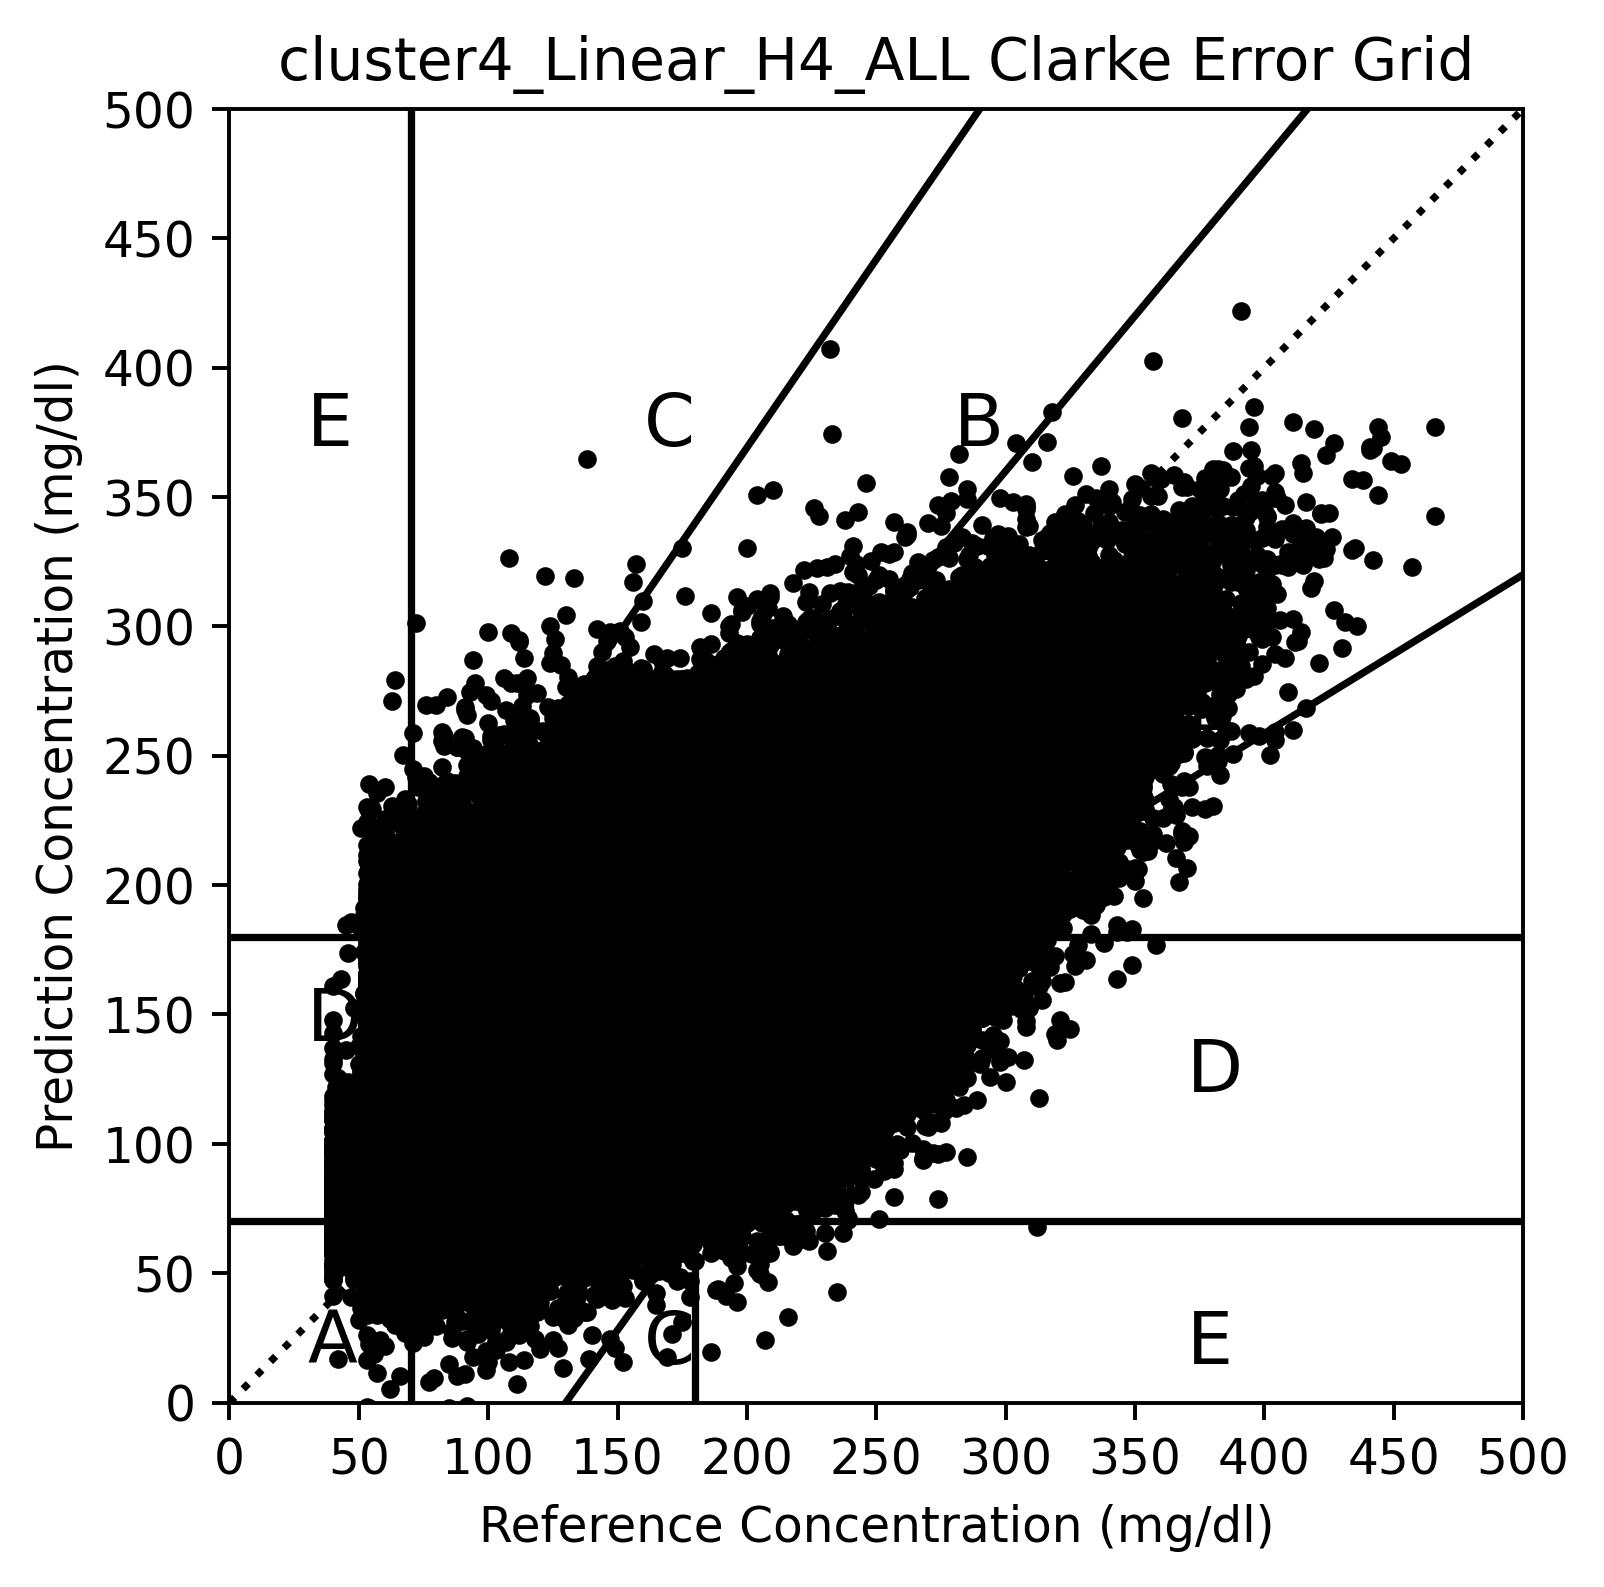 cluster4_Linear_H4_ALL Clarke Error Grid
500
450
400
350
300
250
200
150
100
50
0
Prediction Concentration (mg/dl)
E
C
B
D
D
A
C
E
0 50 100 150 200 250 300 350 400 450 500
Reference Concentration (mg/dl)